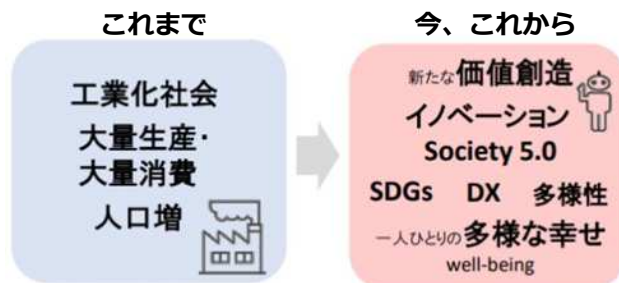 これまで
工業化社会
大量生産・
大量消費
人口増
今、これから
新たな価値創造
イノベーション
Society 5.0
SDGs DX 多様性
一人ひとりの多様な幸せ
well-being